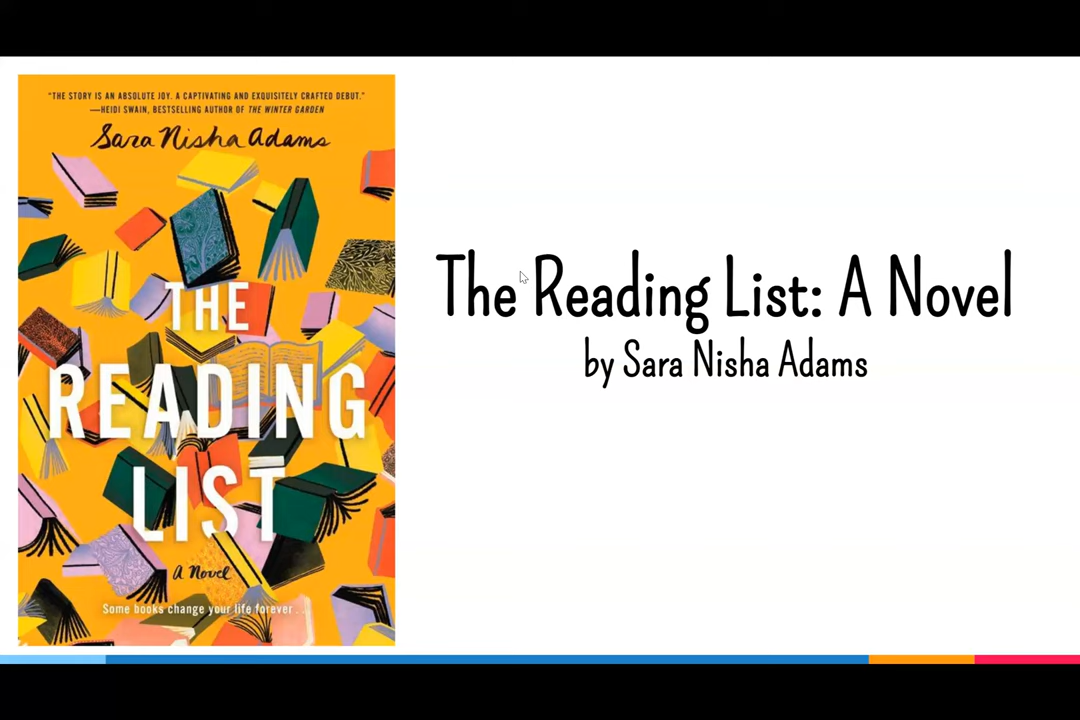 "THE STORY IS AN ABSOLUTE JOY. A CAPTIVATING AND EXQUISITELY CRAFTED DEBUT."
—HEIDI SWAIN, BESTSELLING AUTHOR OF THE WINTER GARDEN
Sara Nisha Adams
THE
READING
LIST
A Novel
Some books change your life forever . . .
The Reading List: A Novel
by Sara Nisha Adams